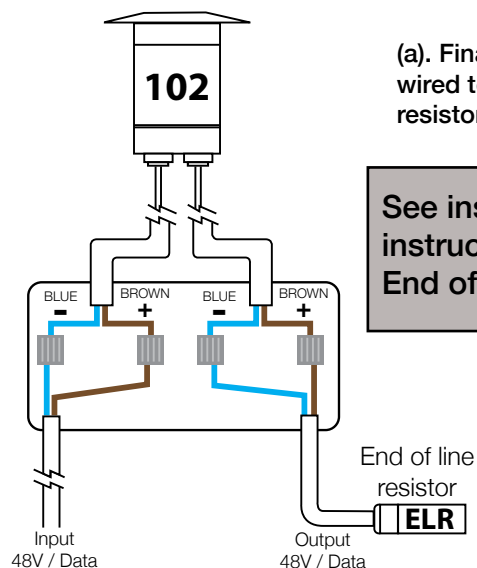 102
(a). Fina
wired to
resistor
See ins
instruc
End of
BLUE
-
BROWN
+
BLUE
-
BROWN
+
End of line
resistor
ELR
Input
48V / Data
Output
48V / Data